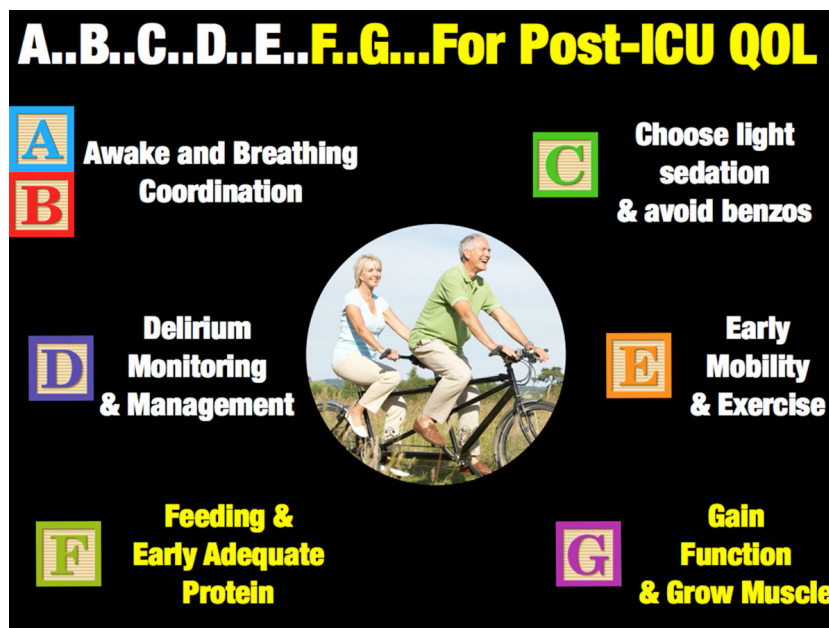 A..B..C..D..E..F..G...For Post-ICU QOL
A
B
Awake and Breathing
Coordination
C
Choose light
sedation
& avoid benzos
D
Delirium
Monitoring
& Management
E
Early
Mobility
& Exercise
F
Feeding &
Early Adequate
Protein
G
Gain
Function
& Grow Muscle